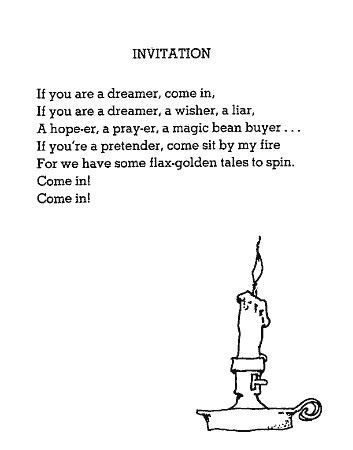 INVITATION
If you are a dreamer, come in,
If you are a dreamer, a wisher, a liar,
A hope-er, a pray-er, a magic bean buyer . . .
If you're a pretender, come sit by my fire
For we have some flax-golden tales to spin.
Come in!
Come in!